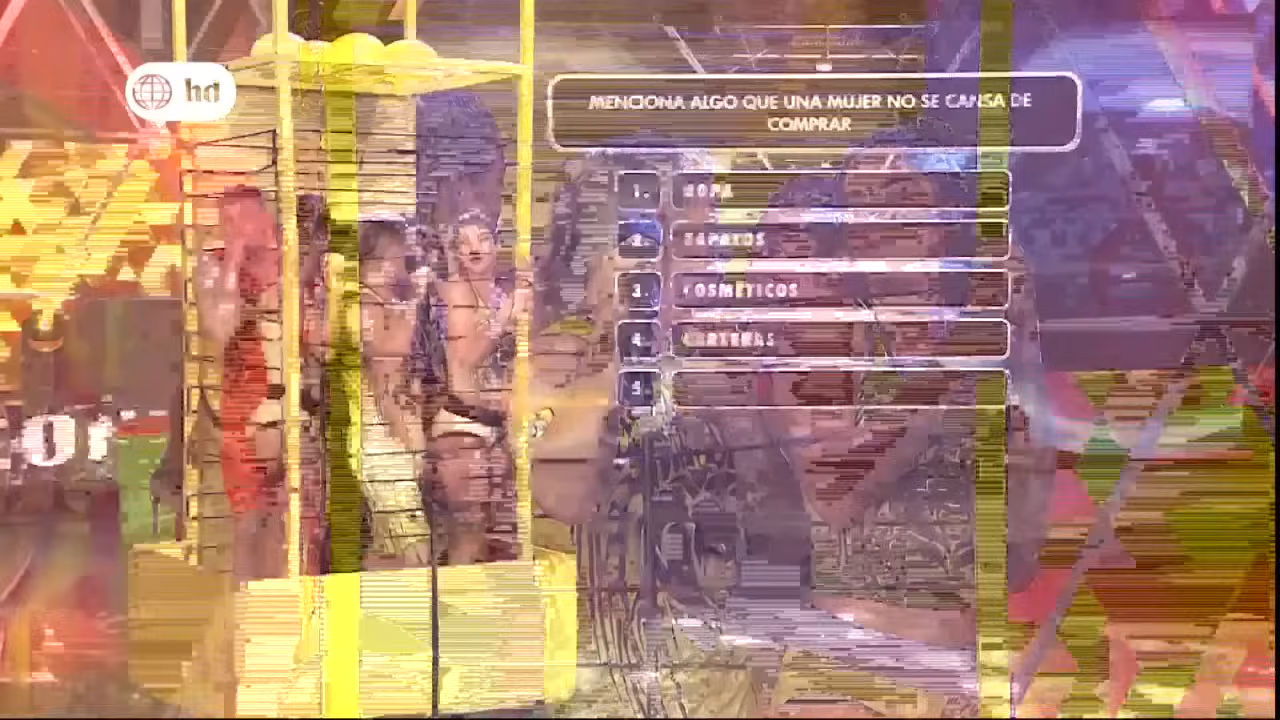 hd
MENCIONA ALGO QUE UNA MUJER NO SE CANSA DE
COMPRAR
1. ROPA
2. ZAPATOS
3. COSMETICOS
4. CARTERAS
5.